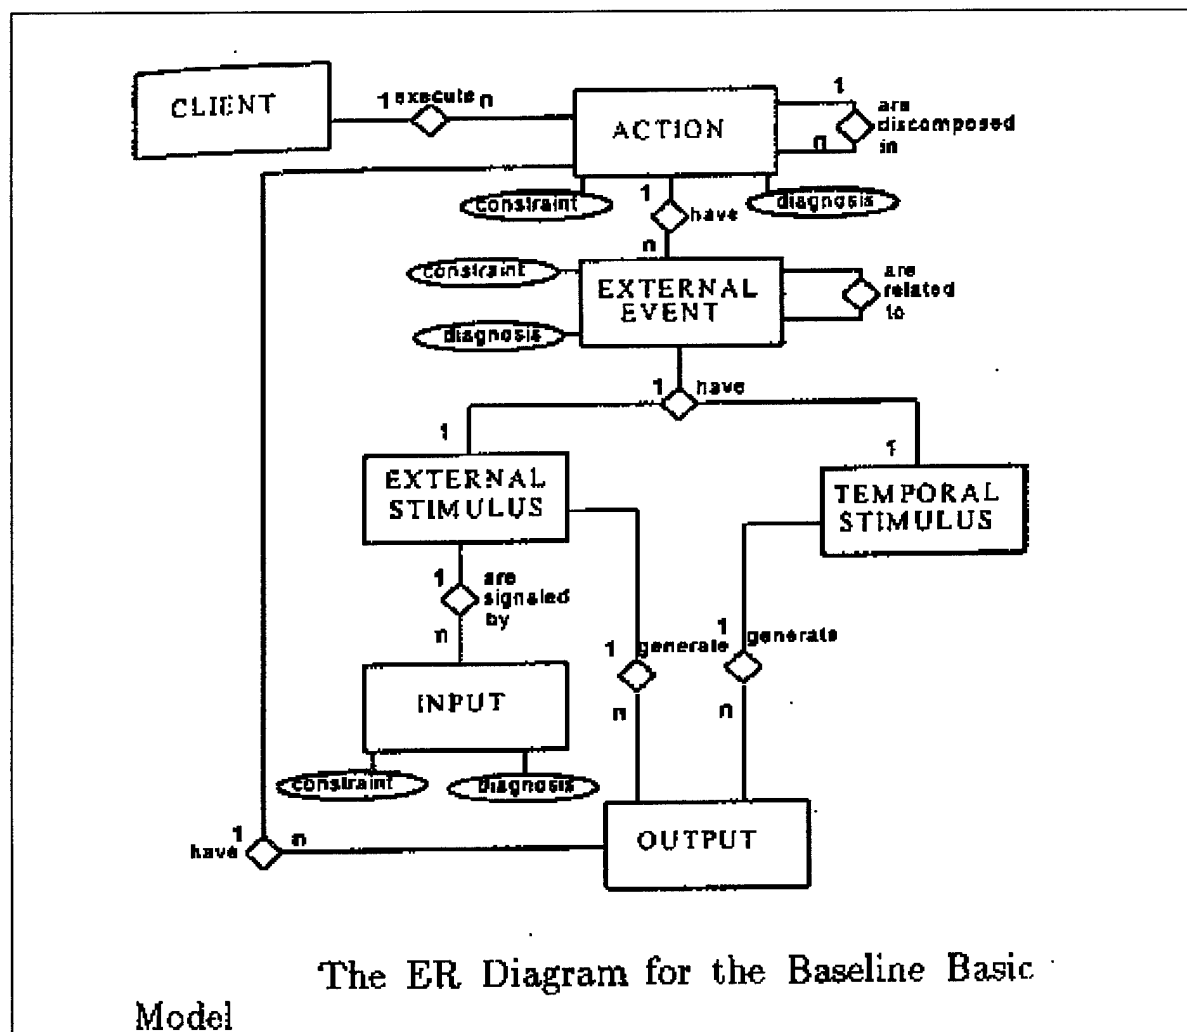 CLIENT
1 execute n
ACTION
1
are
discomposed
in
n
constraint
1
have
n
diagnosis
constraint
EXTERNAL
EVENT
diagnosis
are
related
to
1 have
1
1
EXTERNAL
STIMULUS
TEMPORAL
STIMULUS
1 are
signaled
by
n
1 generate
n
1
generate
n
INPUT
constraint
diagnosis
1
have n
OUTPUT
The ER Diagram for the Baseline Basic
Model